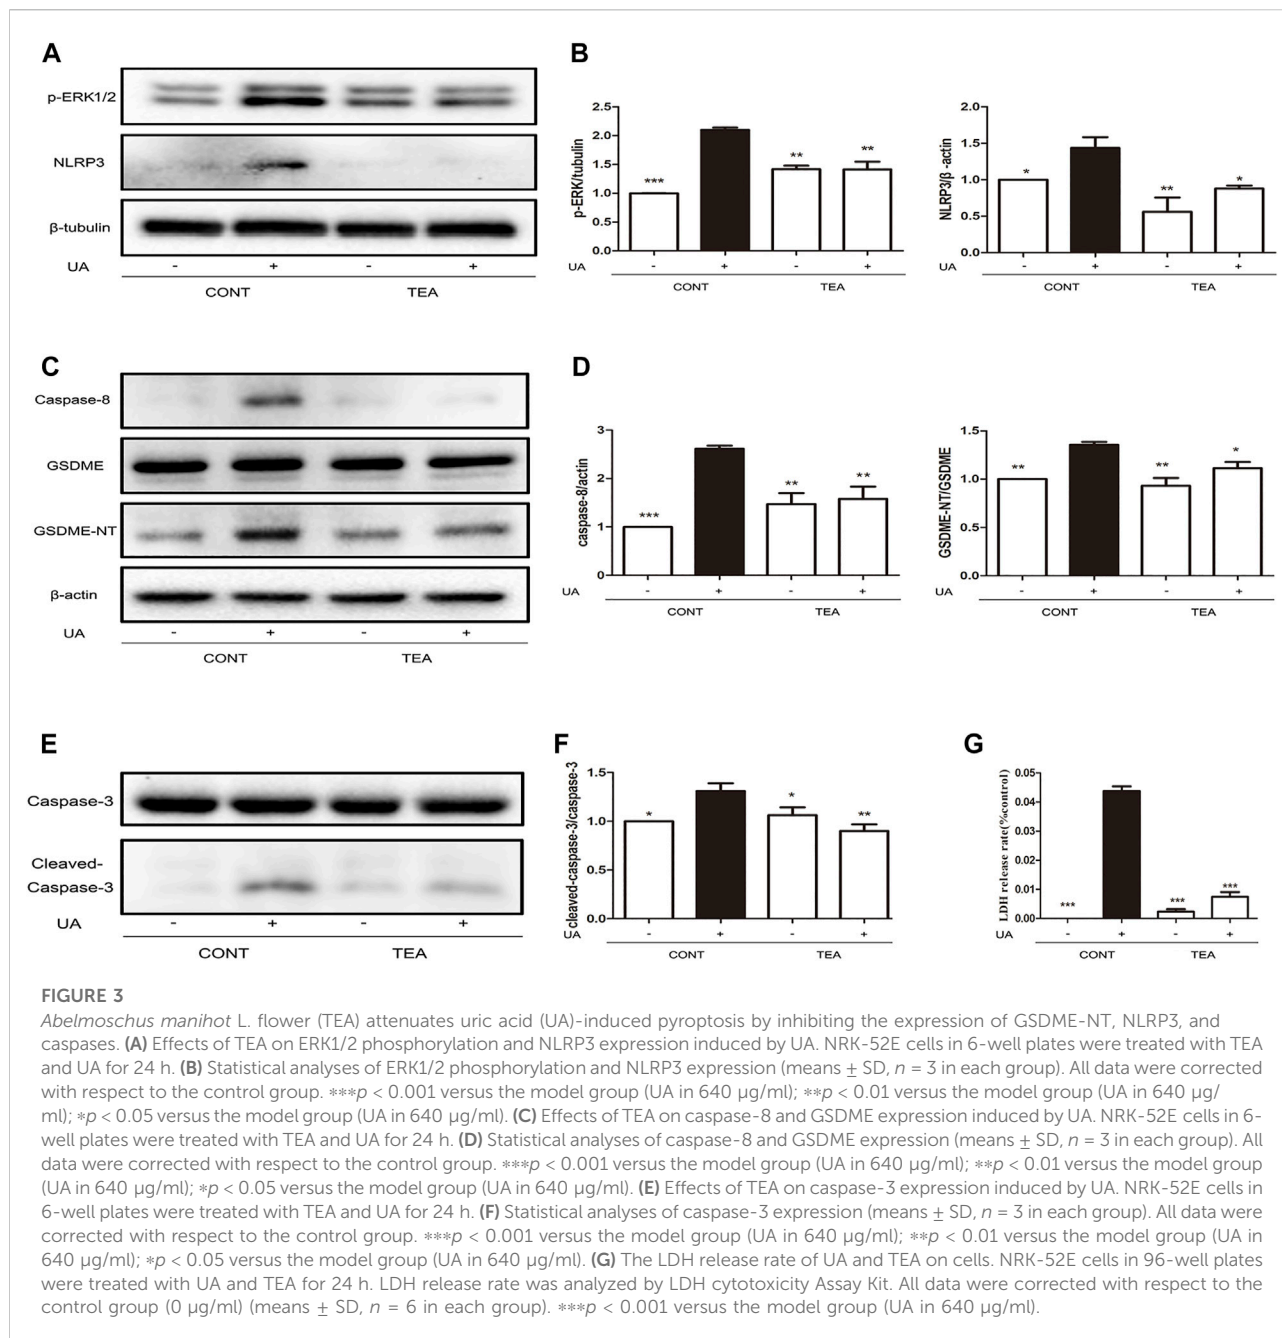 A
p-ERK1/2
NLRP3
β-tubulin
UA - + - +
CONT TEA
B
p-ERK/tubulin
2.5
2.0
1.5
1.0
0.5
0.0
***
**
**
UA - + - +
CONT TEA
NLRP3/β -actin
2.0
1.5
1.0
0.5
0.0
*
**
*
UA - + - +
CONT TEA
C
Caspase-8
GSDME
GSDME-NT
β-actin
UA - + - +
CONT TEA
D
caspase-8/actin
3
2
1
0
***
**
**
UA - + - +
CONT TEA
GSDME-NT/GSDME
1.5
1.0
0.5
0.0
**
**
*
UA - + - +
CONT TEA
E
Caspase-3
Cleaved-
Caspase-3
UA - + - +
CONT TEA
F
cleaved-caspase-3/caspase-3
1.5
1.0
0.5
0.0
*
*
**
UA - + - +
CONT TEA
G
LDH release rate(%control)
0.05
0.04
0.03
0.02
0.01
0.00
***
***
***
UA - + - +
CONT TEA
FIGURE 3
Abelmoschus manihot L. flower (TEA) attenuates uric acid (UA)-induced pyroptosis by inhibiting the expression of GSDME-NT, NLRP3, and
caspases. (A) Effects of TEA on ERK1/2 phosphorylation and NLRP3 expression induced by UA. NRK-52E cells in 6-well plates were treated with TEA
and UA for 24 h. (B) Statistical analyses of ERK1/2 phosphorylation and NLRP3 expression (means ± SD, n = 3 in each group). All data were corrected
with respect to the control group. ∗∗∗p < 0.001 versus the model group (UA in 640 μg/ml); ∗∗p < 0.01 versus the model group (UA in 640 μg/
ml); ∗p < 0.05 versus the model group (UA in 640 μg/ml). (C) Effects of TEA on caspase-8 and GSDME expression induced by UA. NRK-52E cells in 6-
well plates were treated with TEA and UA for 24 h. (D) Statistical analyses of caspase-8 and GSDME expression (means ± SD, n = 3 in each group). All
data were corrected with respect to the control group. ∗∗∗p < 0.001 versus the model group (UA in 640 μg/ml); ∗∗p < 0.01 versus the model group
(UA in 640 μg/ml); ∗p < 0.05 versus the model group (UA in 640 μg/ml). (E) Effects of TEA on caspase-3 expression induced by UA. NRK-52E cells in
6-well plates were treated with TEA and UA for 24 h. (F) Statistical analyses of caspase-3 expression (means ± SD, n = 3 in each group). All data were
corrected with respect to the control group. ∗∗∗p < 0.001 versus the model group (UA in 640 μg/ml); ∗∗p < 0.01 versus the model group (UA in
640 μg/ml); ∗p < 0.05 versus the model group (UA in 640 μg/ml). (G) The LDH release rate of UA and TEA on cells. NRK-52E cells in 96-well plates
were treated with UA and TEA for 24 h. LDH release rate was analyzed by LDH cytotoxicity Assay Kit. All data were corrected with respect to the
control group (0 μg/ml) (means ± SD, n = 6 in each group). ∗∗∗p < 0.001 versus the model group (UA in 640 μg/ml).